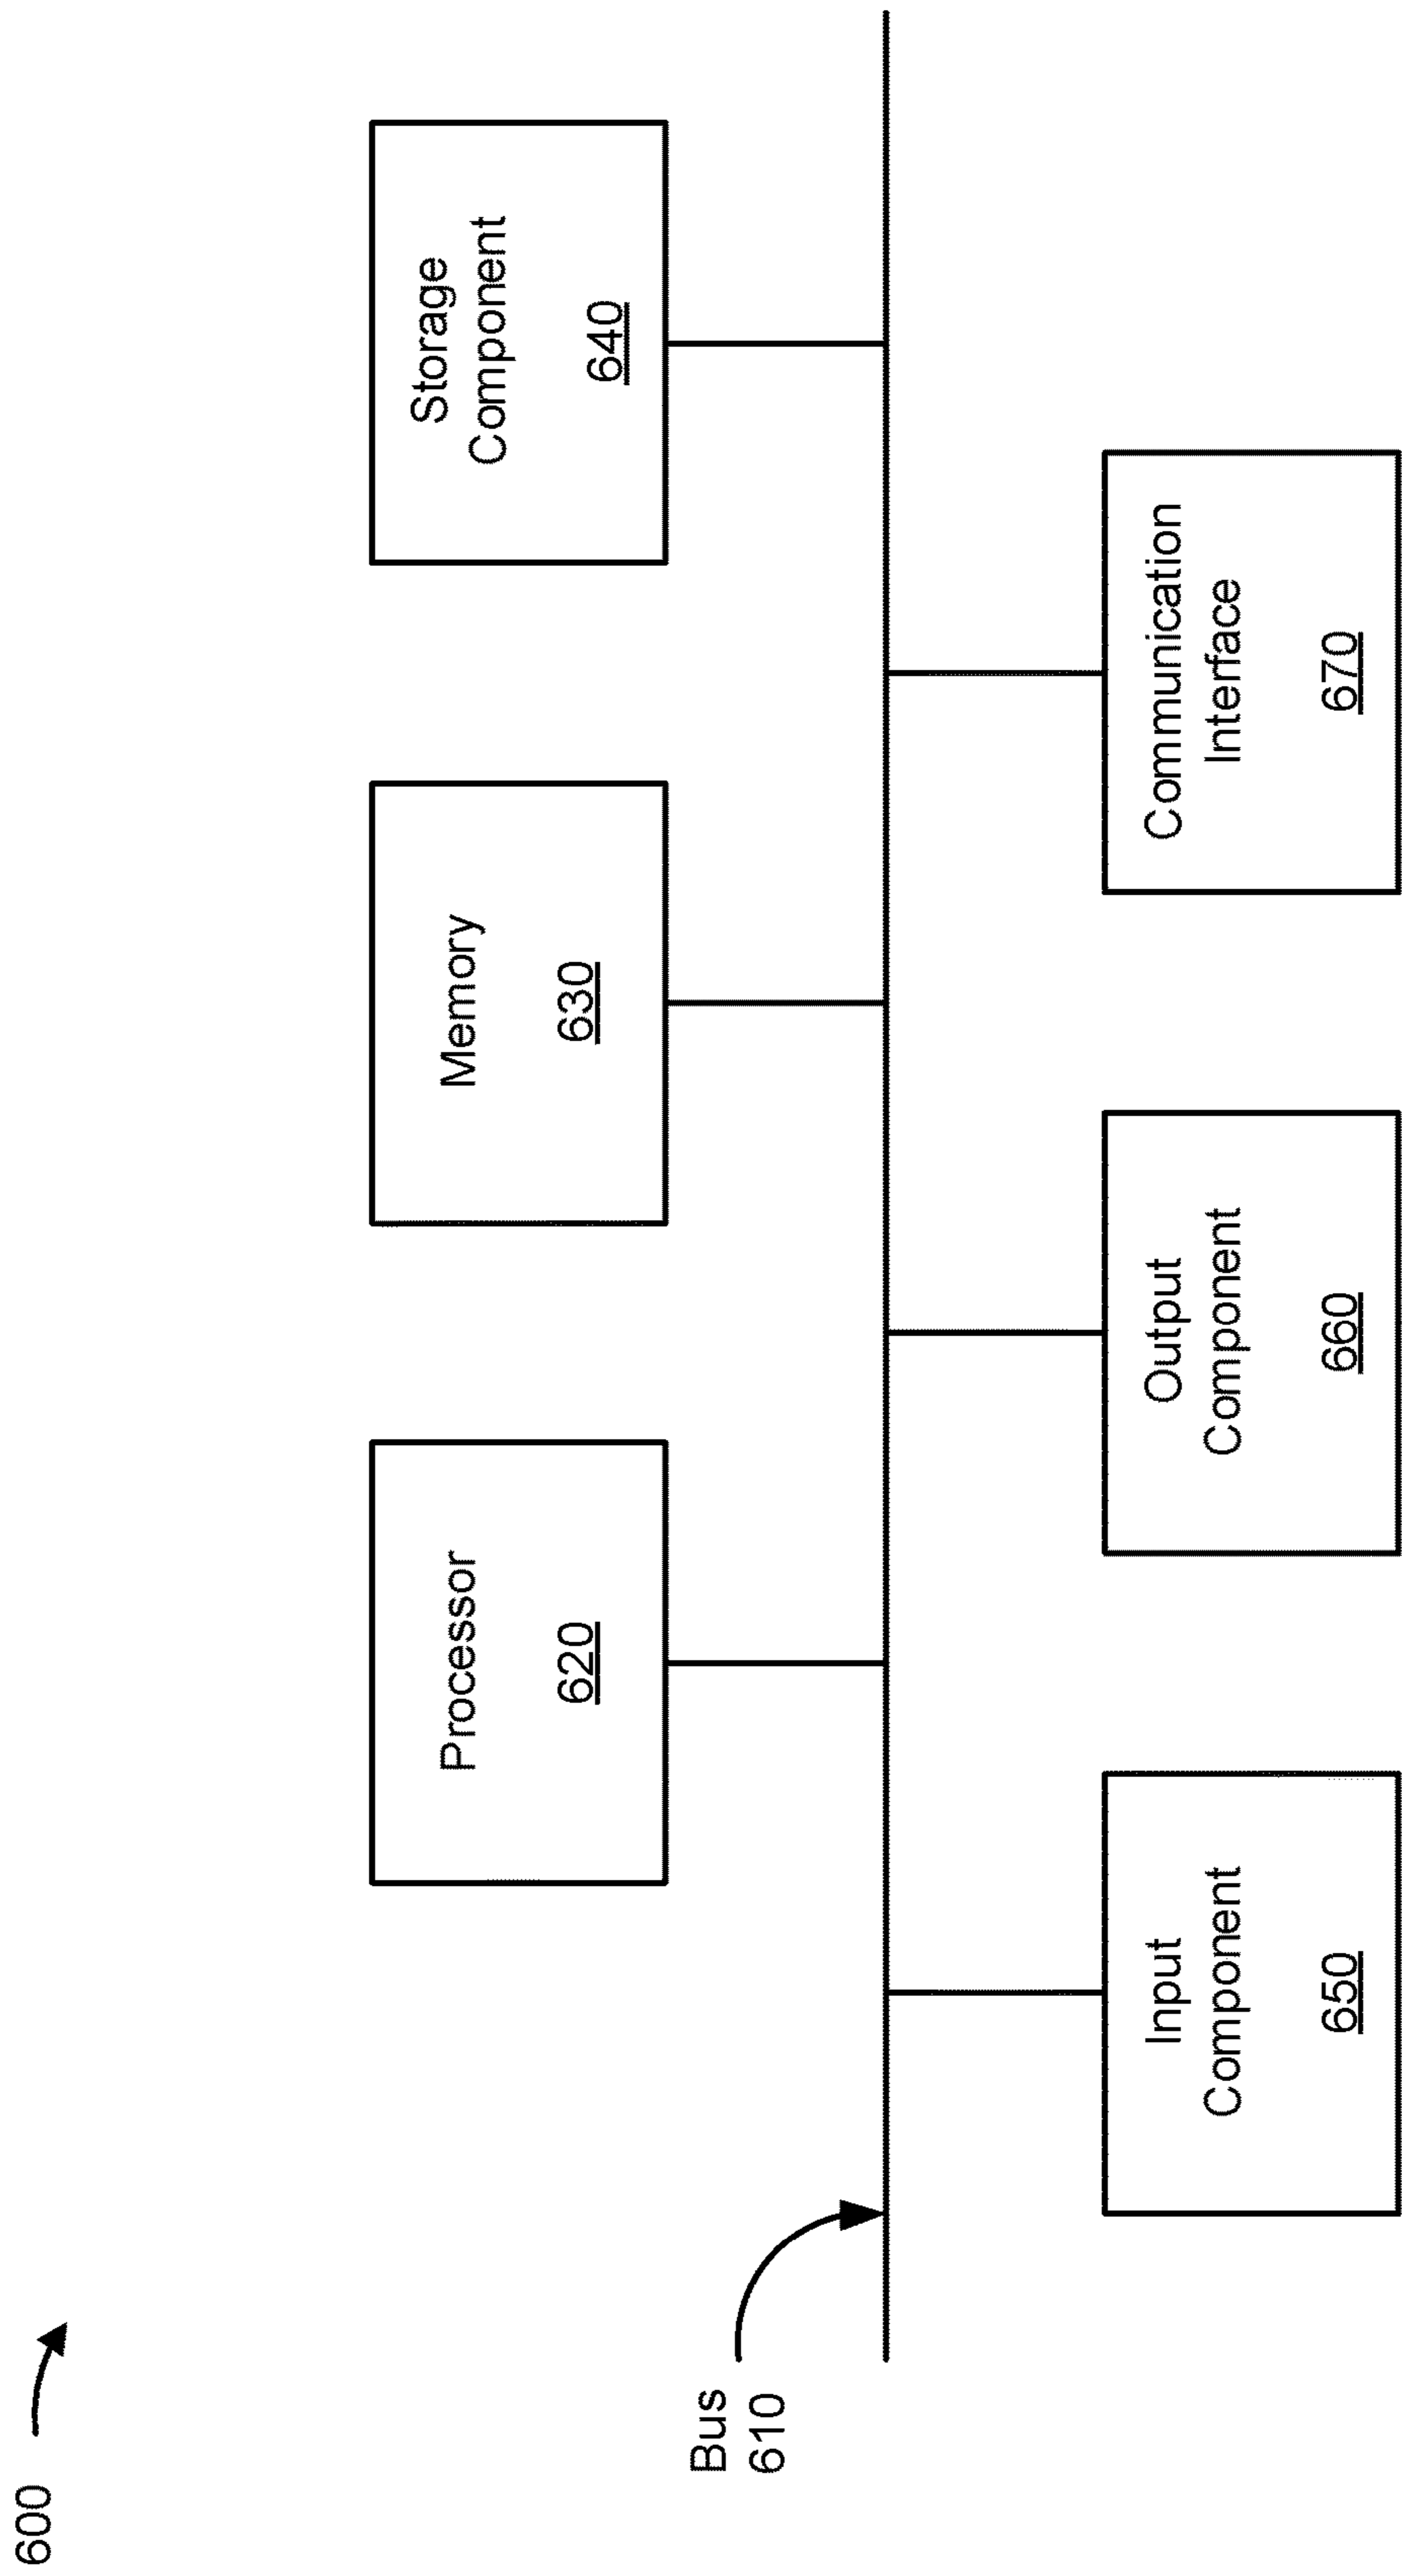 600
Processor
620
Memory
630
Storage
Component
640
Bus
610
Input
Component
650
Output
Component
660
Communication
Interface
670